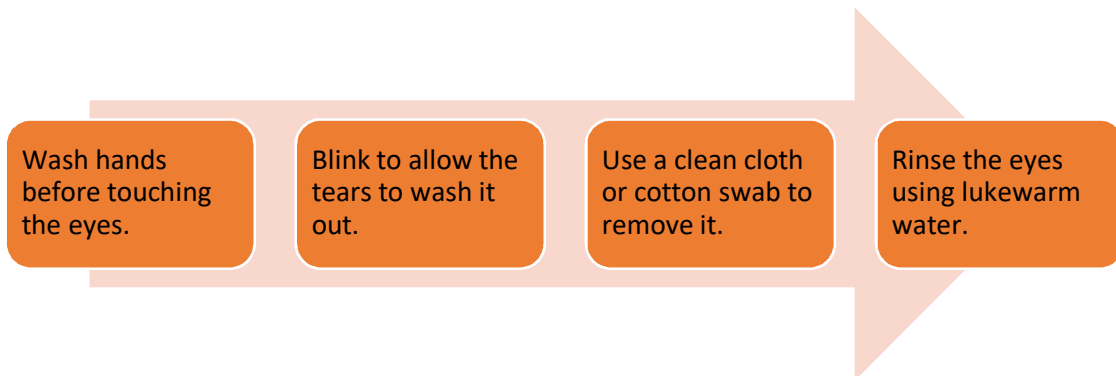 Wash hands
before touching
the eyes.
Blink to allow the
tears to wash it
out.
Use a clean cloth
or cotton swab to
remove it.
Rinse the eyes
using lukewarm
water.